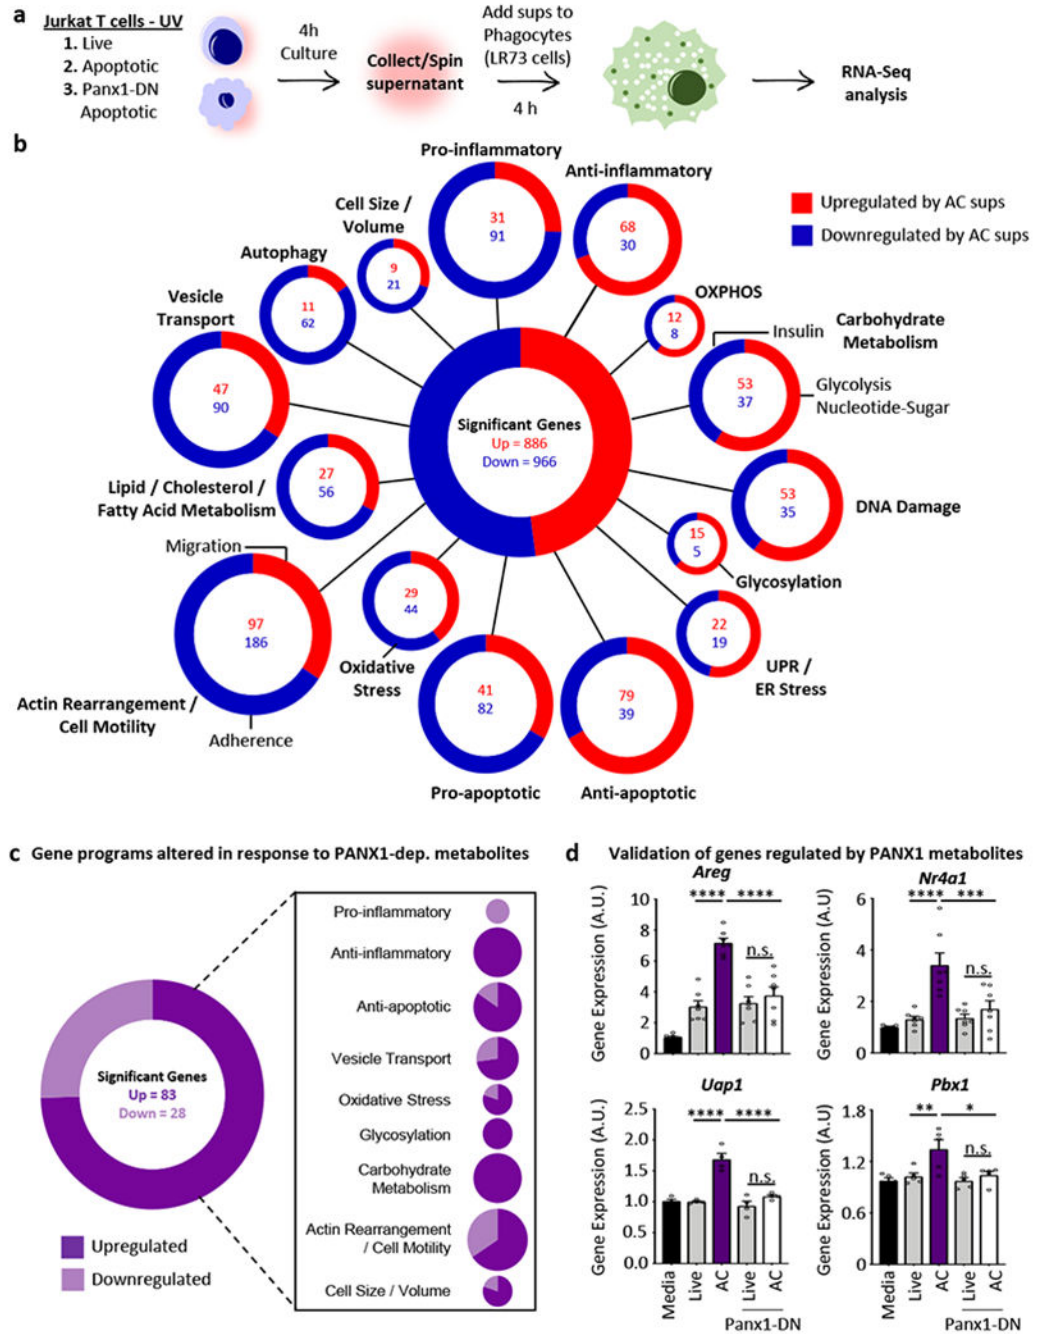 a
Jurkat T cells - UV
1. Live
2. Apoptotic
3. Panx1-DN
Apoptotic
4h
Culture
Collect/Spin
supernatant
Add sups to
Phagocytes
(LR73 cells)
4 h
RNA-Seq
analysis
b
Upregulated by AC sups
Downregulated by AC sups
Pro-inflammatory
31
91
Anti-inflammatory
68
30
Cell Size /
Volume
9
21
Autophagy
11
62
OXPHOS
12
8
Vesicle
Transport
47
90
Insulin
Carbohydrate
Metabolism
53
37
Glycolysis
Nucleotide-Sugar
Significant Genes
Up = 886
Down = 966
Lipid / Cholesterol /
Fatty Acid Metabolism
27
56
53
35
DNA Damage
15
5
Glycosylation
Migration
97
186
Actin Rearrangement /
Cell Motility
Adherence
29
44
Oxidative
Stress
22
19
UPR /
ER Stress
41
82
Pro-apoptotic
79
39
Anti-apoptotic
c
Gene programs altered in response to PANX1-dep. metabolites
Significant Genes
Up = 83
Down = 28
Upregulated
Downregulated
Pro-inflammatory
Anti-inflammatory
Anti-apoptotic
Vesicle Transport
Oxidative Stress
Glycosylation
Carbohydrate
Metabolism
Actin Rearrangement
/ Cell Motility
Cell Size / Volume
d
Validation of genes regulated by PANX1 metabolites
Areg
Gene Expression (A.U.)
10
8
6
4
2
0
**** ****
n.s.
Nr4a1
Gene Expression (A.U)
6
4
2
0
**** ***
n.s.
Uap1
Gene Expression (A.U.)
2.5
2.0
1.5
1.0
0.5
0.0
**** ****
n.s.
Media
Live
AC
Live
AC
Panx1-DN
Pbx1
Gene Expression (A.U)
1.8
1.2
0.6
0
** *
n.s.
Media
Live
AC
Live
AC
Panx1-DN